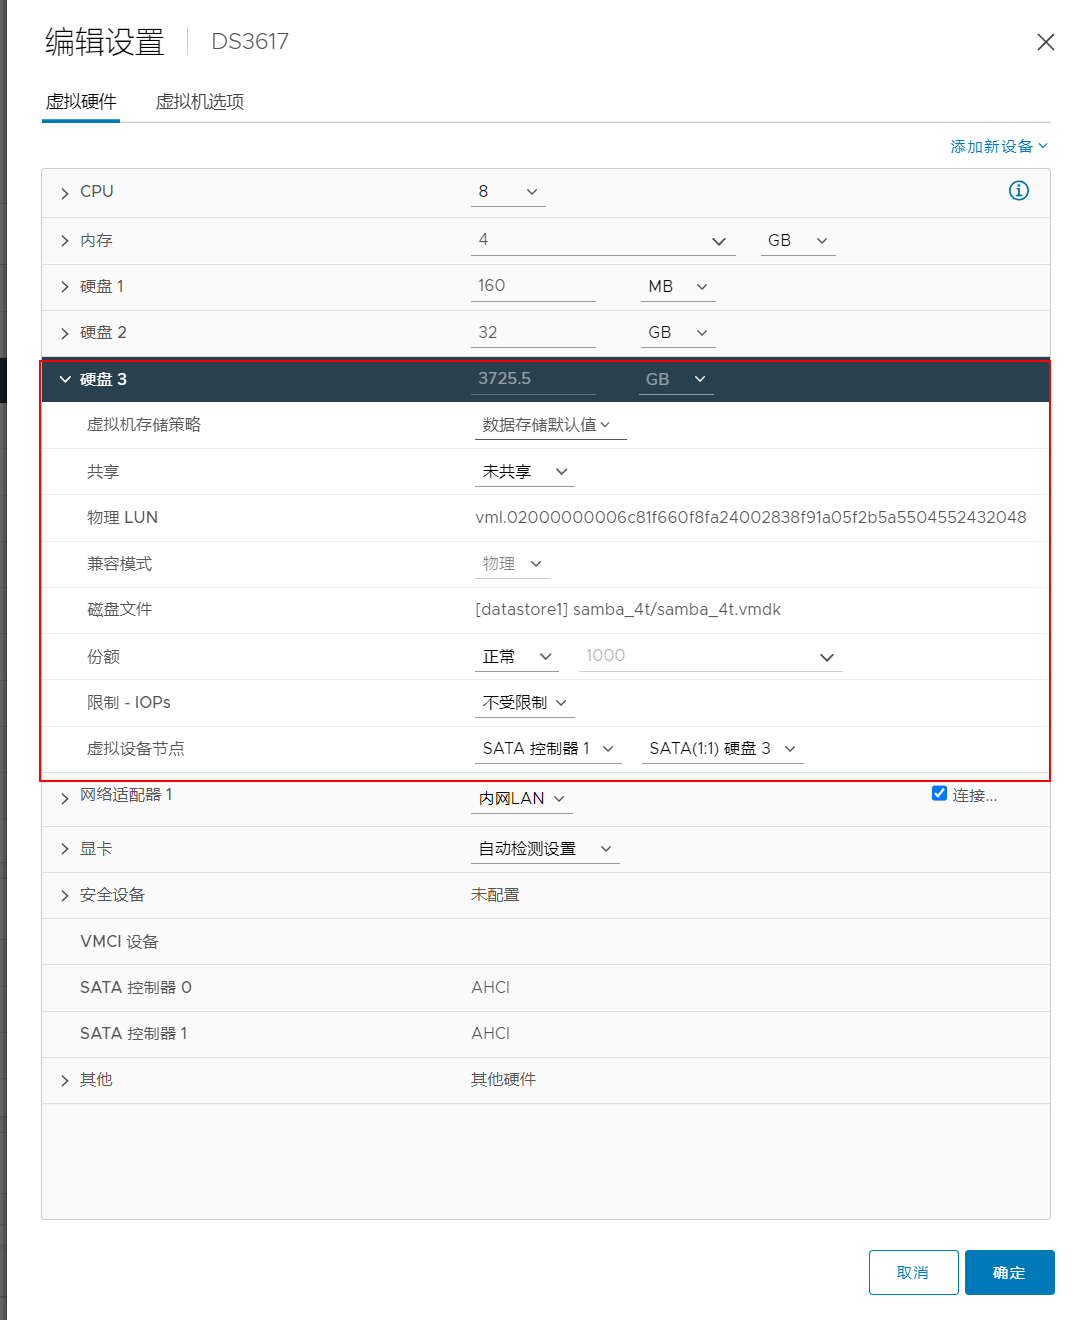 编辑设置 DS3617
虚拟硬件 虚拟机选项
添加新设备
CPU 8
内存 4 GB
硬盘 1 160 MB
硬盘 2 32 GB
硬盘 3 3725.5 GB
虚拟机存储策略 数据存储默认值
共享 未共享
物理 LUN vml.02000000006c81f660f8fa24002838f91a05f2b5a5504552432048
兼容模式 物理
磁盘文件 [datastore1] samba_4t/samba_4t.vmdk
份额 正常 1000
限制 - IOPs 不受限制
虚拟设备节点 SATA 控制器 1 SATA(1:1) 硬盘 3
网络适配器 1 内网LAN 连接...
显卡 自动检测设置
安全设备 未配置
VMCI 设备
SATA 控制器 0 AHCI
SATA 控制器 1 AHCI
其他 其他硬件
取消 确定